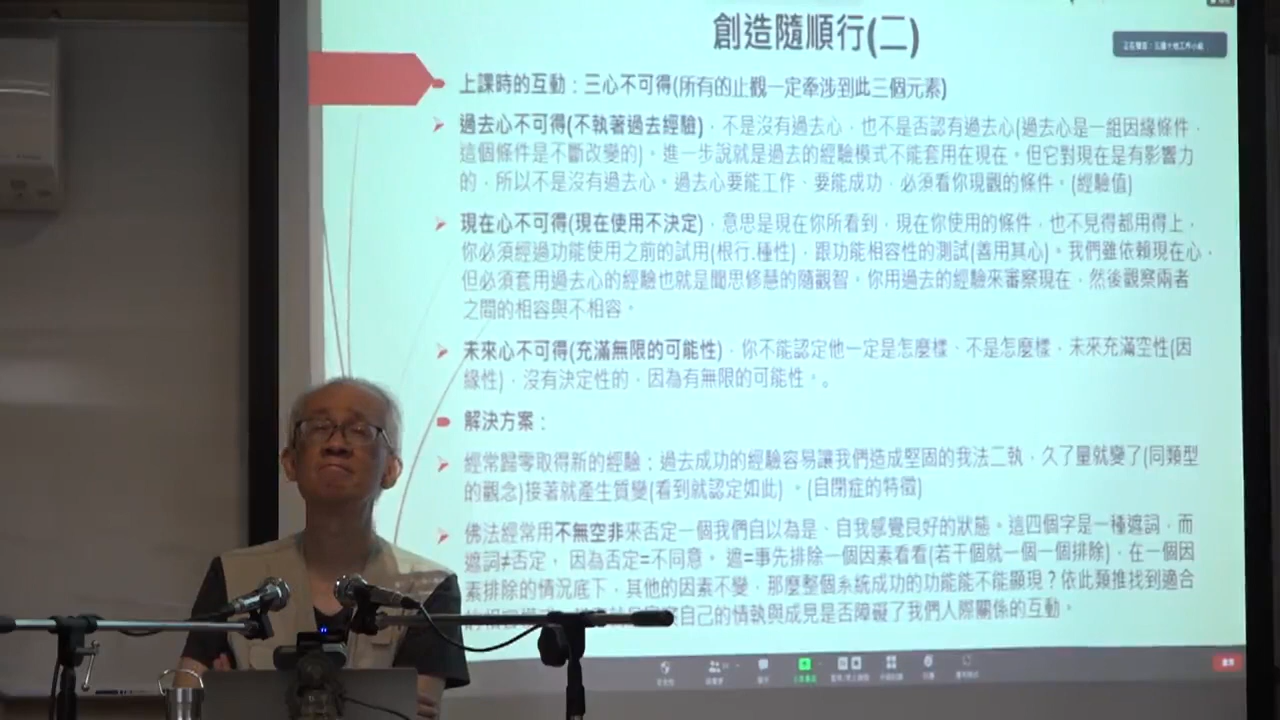 創造隨順行(二)
上課時的互動：三心不可得(所有的止觀一定牽涉到此三個元素)
過去心不可得(不執著過去經驗)，不是沒有過去心，也不是否認有過去心(過去心是一組因緣條件，
這個條件是不斷改變的)。進一步說就是過去的經驗模式不能套用在現在。但它對現在是有影響力
的，所以不是沒有過去心。過去心要能工作、要能成功，必須看你現觀的條件。(經驗值)
現在心不可得(現在使用不決定)，意思是現在你所看到，現在你使用的條件，也不見得都用得上，
你必須經過功能使用之前的試用(根行.種性)，跟功能相容性的測試(善用其心)。我們雖依賴現在心，
但必須套用過去心的經驗也就是聞思修慧的隨觀智。你用過去的經驗來審察現在，然後觀察兩者
之間的相容與不相容。
未來心不可得(充滿無限的可能性)，你不能認定他一定是怎麼樣、不是怎麼樣，未來充滿空性(因
緣性)，沒有決定性的，因為有無限的可能性。。
解決方案：
經常歸零取得新的經驗：過去成功的經驗容易讓我們造成堅固的我法二執，久了量就變了(同類型
的觀念)接著就產生質變(看到就認定如此)。(自閉症的特徵)
佛法經常用不無空非來否定一個我們自以為是、自我感覺良好的狀態。這四個字是一種遮詞，而
遮詞≠否定，因為否定=不同意。遮=事先排除一個因素看看(若干個就一個一個排除)，在一個因
素排除的情況底下，其他的因素不變，那麼整個系統成功的功能能不能顯現？依此類推找到適合
自己的情執與成見是否障礙了我們人際關係的互動。